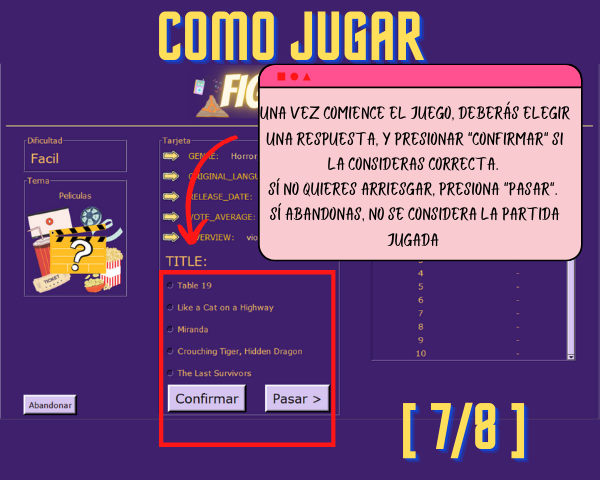 COMO JUGAR
FIG
UNA VEZ COMIENCE EL JUEGO, DEBERÁS ELEGIR
UNA RESPUESTA, Y PRESIONAR "CONFIRMAR" SI
LA CONSIDERAS CORRECTA.
SÍ NO QUIERES ARRIESGAR, PRESIONA "PASAR".
SÍ ABANDONAS, NO SE CONSIDERA LA PARTIDA
JUGADA
Dificultad
Facil
Tema
Peliculas
?
TICKET
Tarjeta
GENRE: Horror
ORIGINAL_LANGU
RELEASE_DATE:
VOTE_AVERAGE:
OVERVIEW: vio
TITLE:
Table 19
Like a Cat on a Highway
Miranda
Crouching Tiger, Hidden Dragon
The Last Survivors
Confirmar
Pasar >
4 -
5 -
6 -
7 -
8 -
9 -
10 -
Abandonar
[ 7/8 ]